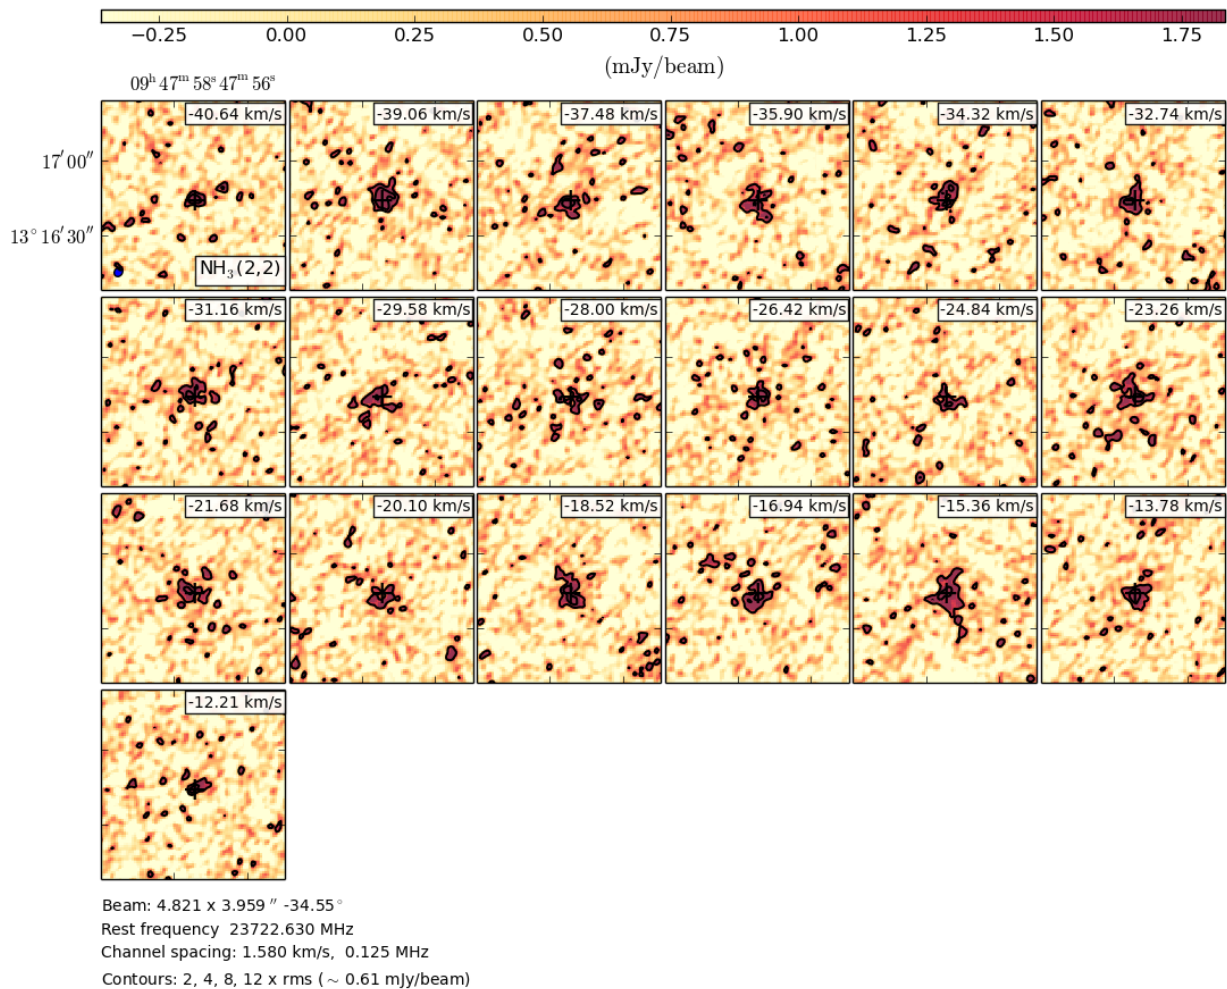 −0.25 0.00 0.25 0.50 0.75 1.00 1.25 1.50 1.75
(mJy/beam)
09h 47m 58s 47m 56s
-40.64 km/s -39.06 km/s -37.48 km/s -35.90 km/s -34.32 km/s -32.74 km/s
17′ 00″
13° 16′ 30″
NH3(2,2)
-31.16 km/s -29.58 km/s -28.00 km/s -26.42 km/s -24.84 km/s -23.26 km/s
-21.68 km/s -20.10 km/s -18.52 km/s -16.94 km/s -15.36 km/s -13.78 km/s
-12.21 km/s
Beam: 4.821 x 3.959 ″ -34.55°
Rest frequency 23722.630 MHz
Channel spacing: 1.580 km/s, 0.125 MHz
Contours: 2, 4, 8, 12 x rms (∼ 0.61 mJy/beam)